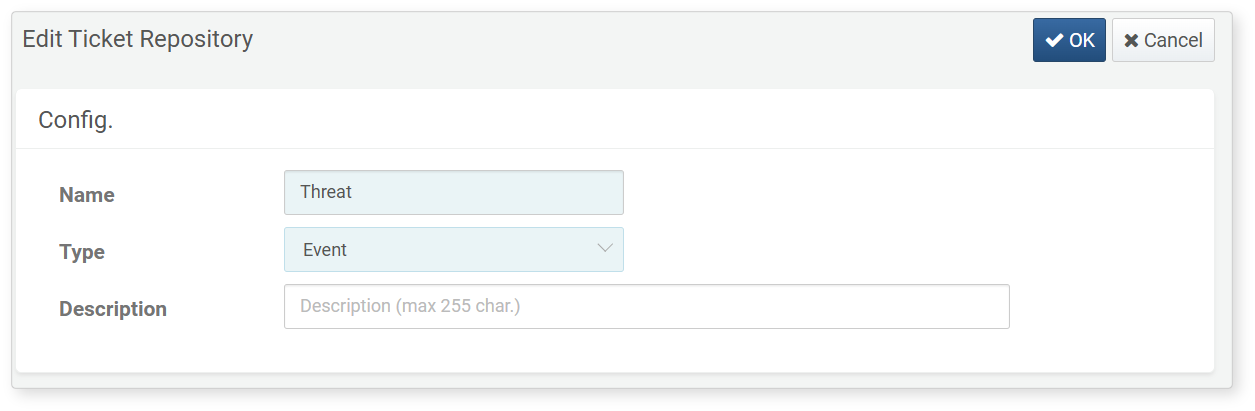 Edit Ticket Repository
OK
Cancel
Config.
Name
Threat
Type
Event
Description
Description (max 255 char.)